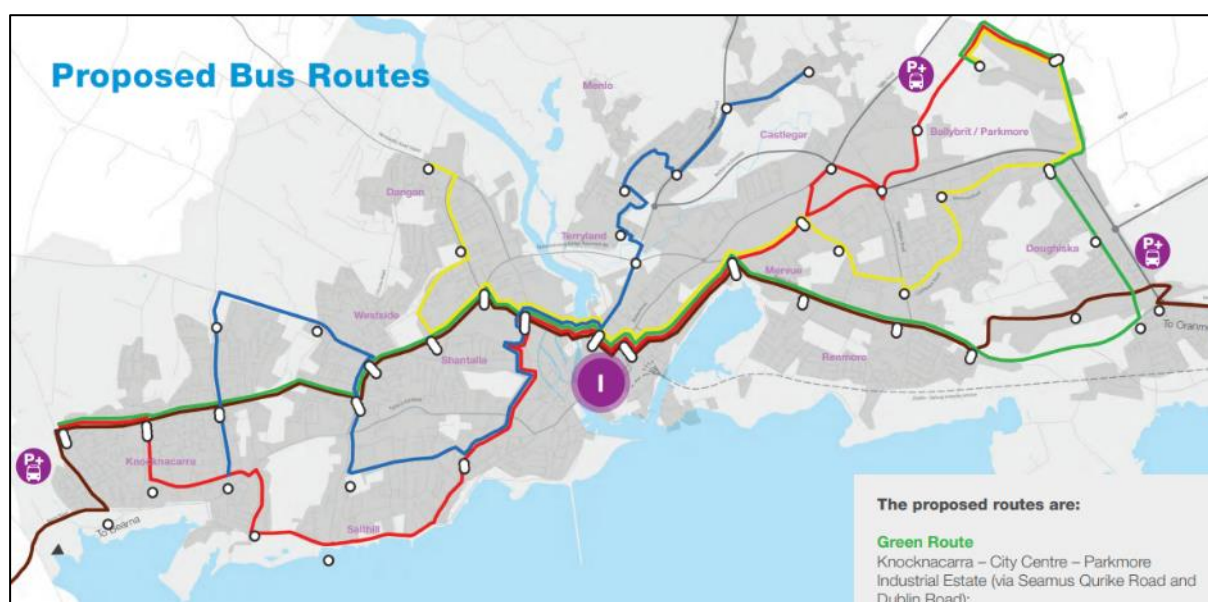 Proposed Bus Routes
Menlo
P+
Castlegar
Ballybrit / Parkmore
Dangan
Terryland
Doughiska
P+
Mervue
Westside
To Oranmo
Shantalla
Renmore
I
P+
Knocknacarra
To Bearna
Salthill
The proposed routes are:
Green Route
Knocknacarra – City Centre – Parkmore
Industrial Estate (via Seamus Qurike Road and
Dublin Road);